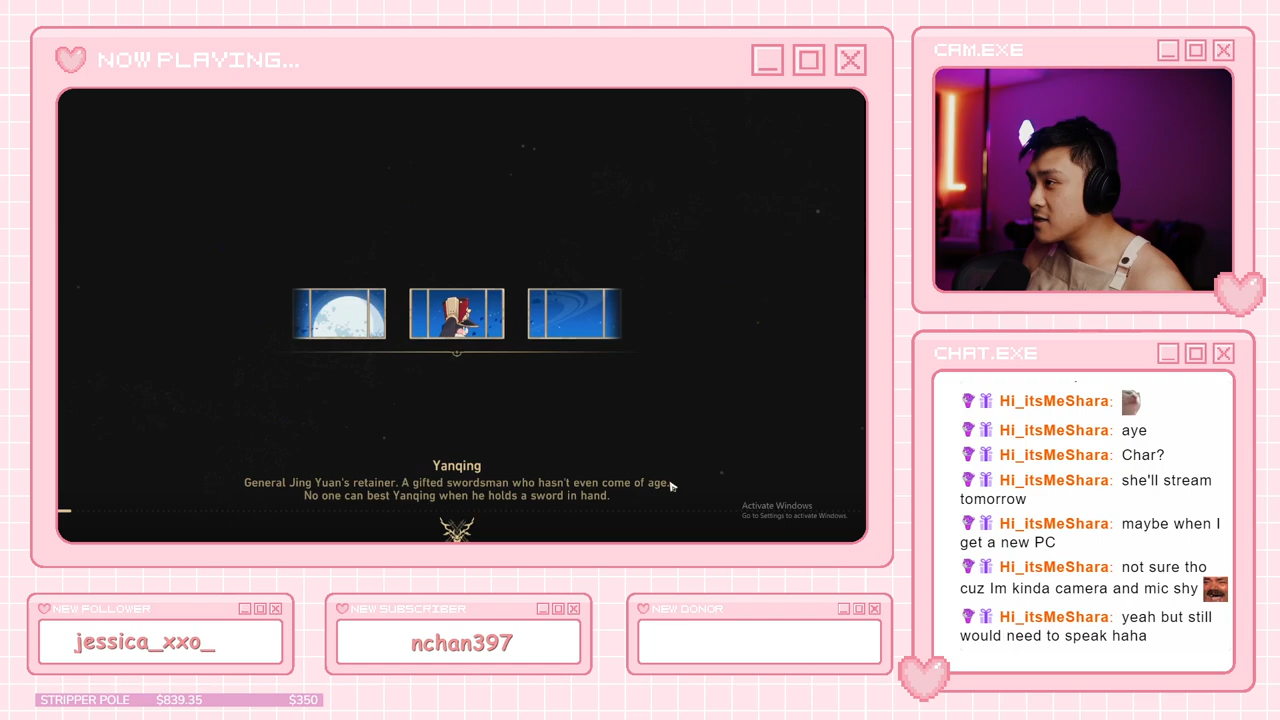 NOW PLAYING...
Yanqing
General Jing Yuan's retainer. A gifted swordsman who hasn't even come of age.
No one can best Yanqing when he holds a sword in hand.
Activate Windows
Go to Settings to activate Windows.
CAM.EXE
CHAT.EXE
Hi_itsMeShara:
Hi_itsMeShara: aye
Hi_itsMeShara: Char?
Hi_itsMeShara: she'll stream
tomorrow
Hi_itsMeShara: maybe when I
get a new PC
Hi_itsMeShara: not sure tho
cuz Im kinda camera and mic shy
Hi_itsMeShara: yeah but still
would need to speak haha
NEW FOLLOWER
jessica_xxo_
NEW SUBSCRIBER
nchan397
NEW DONOR
STRIPPER POLE $839.35 $350